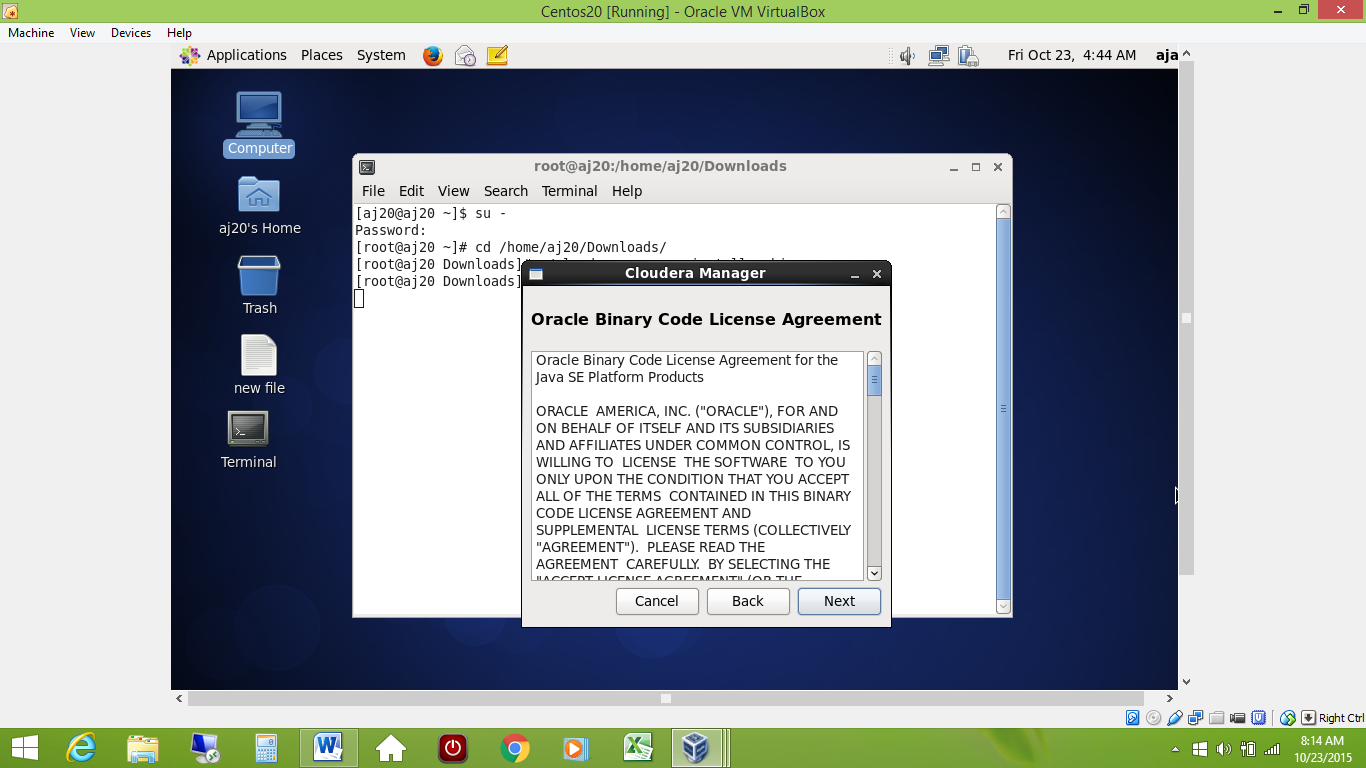 Centos20 [Running] - Oracle VM VirtualBox
Machine View Devices Help
Applications Places System Fri Oct 23, 4:44 AM aja
Computer
aj20's Home
Trash
new file
Terminal
root@aj20:/home/aj20/Downloads
File Edit View Search Terminal Help
[aj20@aj20 ~]$ su -
Password:
[root@aj20 ~]# cd /home/aj20/Downloads/
[root@aj20 Downloads]
[root@aj20 Downloads]
Cloudera Manager
Oracle Binary Code License Agreement
Oracle Binary Code License Agreement for the
Java SE Platform Products
ORACLE AMERICA, INC. ("ORACLE"), FOR AND
ON BEHALF OF ITSELF AND ITS SUBSIDIARIES
AND AFFILIATES UNDER COMMON CONTROL, IS
WILLING TO LICENSE THE SOFTWARE TO YOU
ONLY UPON THE CONDITION THAT YOU ACCEPT
ALL OF THE TERMS CONTAINED IN THIS BINARY
CODE LICENSE AGREEMENT AND
SUPPLEMENTAL LICENSE TERMS (COLLECTIVELY
"AGREEMENT"). PLEASE READ THE
AGREEMENT CAREFULLY. BY SELECTING THE
"ACCEPT LICENSE AGREEMENT" (OR THE
Cancel Back Next
Right Ctrl
8:14 AM
10/23/2015